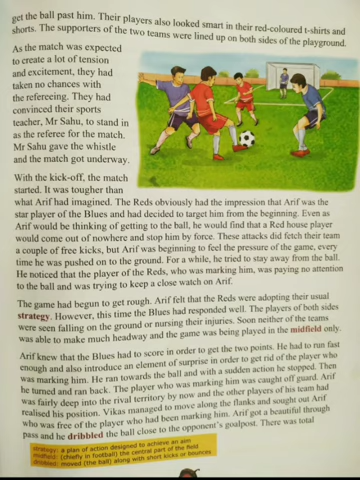 get the ball past him. Their players also looked smart in their red-coloured t-shirts and
shorts. The supporters of the two teams were lined up on both sides of the playground.
As the match was expected
to create a lot of tension
and excitement, they had
taken no chances with
the refereeing. They had
convinced their sports
teacher, Mr Sahu, to stand in
as the referee for the match.
Mr Sahu gave the whistle
and the match got underway.
With the kick-off, the match
started. It was tougher than
what Arif had imagined. The Reds obviously had the impression that Arif was the
star player of the Blues and had decided to target him from the beginning. Even as
Arif would be thinking of getting to the ball, he would find that a Red house player
would come out of nowhere and stop him by force. These attacks did fetch their team
a couple of free kicks, but Arif was beginning to feel the pressure of the game, every
time he was pushed on to the ground. For a while, he tried to stay away from the ball.
He noticed that the player of the Reds, who was marking him, was paying no attention
to the ball and was trying to keep a close watch on Arif.
The game had begun to get rough. Arif felt that the Reds were adopting their usual
strategy. However, this time the Blues had responded well. The players of both sides
were seen falling on the ground or nursing their injuries. Soon neither of the teams
was able to make much headway and the game was being played in the midfield only.
Arif knew that the Blues had to score in order to get the two points. He had to run fast
enough and also introduce an element of surprise in order to get rid of the player who
was marking him. He ran towards the ball and with a sudden action he stopped. Then
he turned and ran back. The player who was marking him was caught off guard. Arif
was fairly deep into the rival territory by now and the other players of his team had
realised his position. Vikas managed to move along the flanks and sought out Arif
who was free of the player who had been marking him. Arif got a beautiful through
pass and he dribbled the ball close to the opponent's goalpost. There was total
strategy: a plan of action designed to achieve an aim
midfield: (chiefly in football) the central part of the field
dribbled: moved (the ball) along with short kicks or bounces